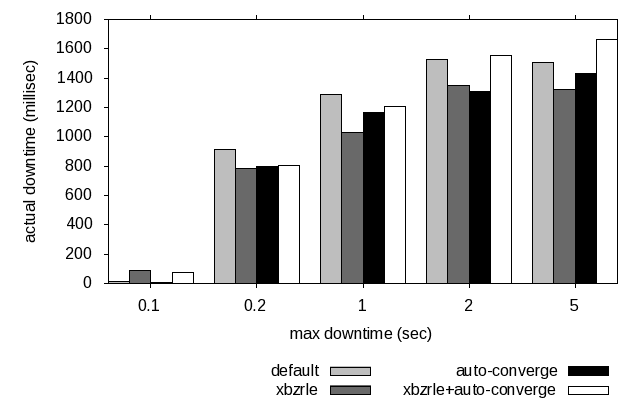 1800
1600
1400
1200
1000
800
600
400
200
0
actual downtime (millisec)
0.1 0.2 1 2 5
max downtime (sec)
default auto-converge
xbzrle xbzrle+auto-converge